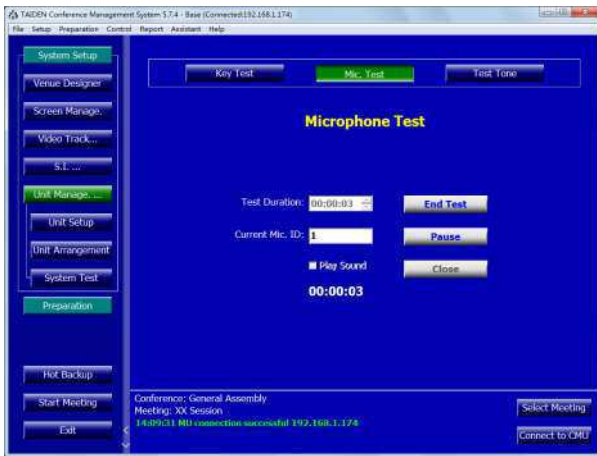 TAIDEN Conference Management System 5.7.4 - Base (Connected:192.168.1.174)
File Setup Preparation Control Report Assistant Help
System Setup
Venue Designer
Screen Manage.
Video Track...
S.I. ...
Unit Manage. ...
Unit Setup
Unit Arrangement
System Test
Preparation
Hot Backup
Start Meeting
Exit
Key Test Mic. Test Test Tone
Microphone Test
Test Duration: 00:00:03 End Test
Current Mic. ID: 1 Pause
Play Sound Close
00:00:03
Conference: General Assembly
Meeting: XX Session
14:09:31 MU connection successful 192.168.1.174
Select Meeting
Connect to CMU